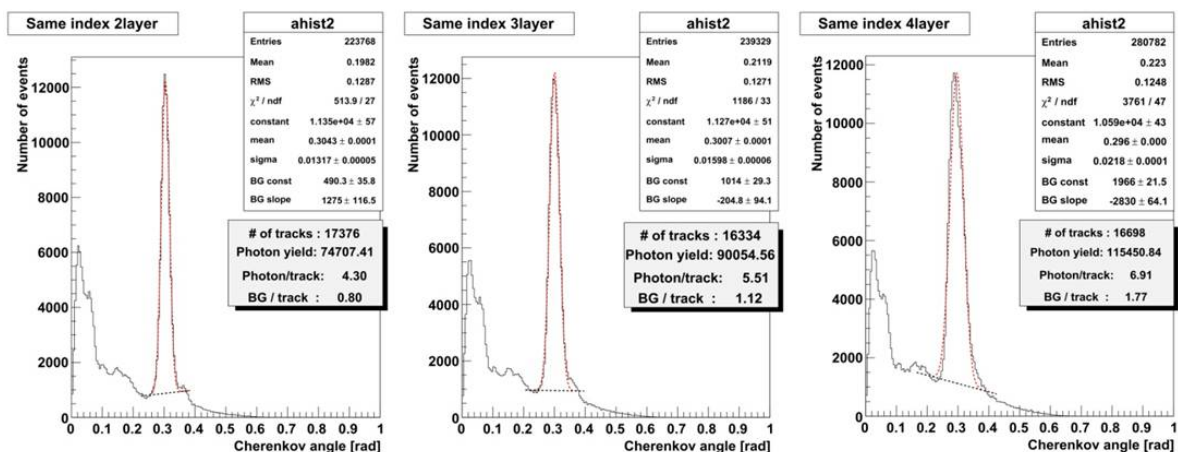 Same index 2layer
ahist2
Entries 223768
Mean 0.1982
RMS 0.1287
χ² / ndf 513.9 / 27
constant 1.135e+04 ± 57
mean 0.3043 ± 0.0001
sigma 0.01317 ± 0.00005
BG const 490.3 ± 35.8
BG slope 1275 ± 116.5
# of tracks : 17376
Photon yield: 74707.41
Photon/track: 4.30
BG / track : 0.80
Number of events
12000
10000
8000
6000
4000
2000
0
0 0.1 0.2 0.3 0.4 0.5 0.6 0.7 0.8 0.9 1
Cherenkov angle [rad]
Same index 3layer
ahist2
Entries 239329
Mean 0.2119
RMS 0.1271
χ² / ndf 1186 / 33
constant 1.127e+04 ± 51
mean 0.3007 ± 0.0001
sigma 0.01598 ± 0.00006
BG const 1014 ± 29.3
BG slope -204.8 ± 94.1
# of tracks : 16334
Photon yield: 90054.56
Photon/track: 5.51
BG / track : 1.12
Number of events
12000
10000
8000
6000
4000
2000
0
0 0.1 0.2 0.3 0.4 0.5 0.6 0.7 0.8 0.9 1
Cherenkov angle [rad]
Same index 4layer
ahist2
Entries 280782
Mean 0.223
RMS 0.1248
χ² / ndf 3761 / 47
constant 1.059e+04 ± 43
mean 0.296 ± 0.000
sigma 0.0218 ± 0.0001
BG const 1966 ± 21.5
BG slope -2830 ± 64.1
# of tracks : 16698
Photon yield: 115450.84
Photon/track: 6.91
BG / track : 1.77
Number of events
12000
10000
8000
6000
4000
2000
0
0 0.1 0.2 0.3 0.4 0.5 0.6 0.7 0.8 0.9 1
Cherenkov angle [rad]